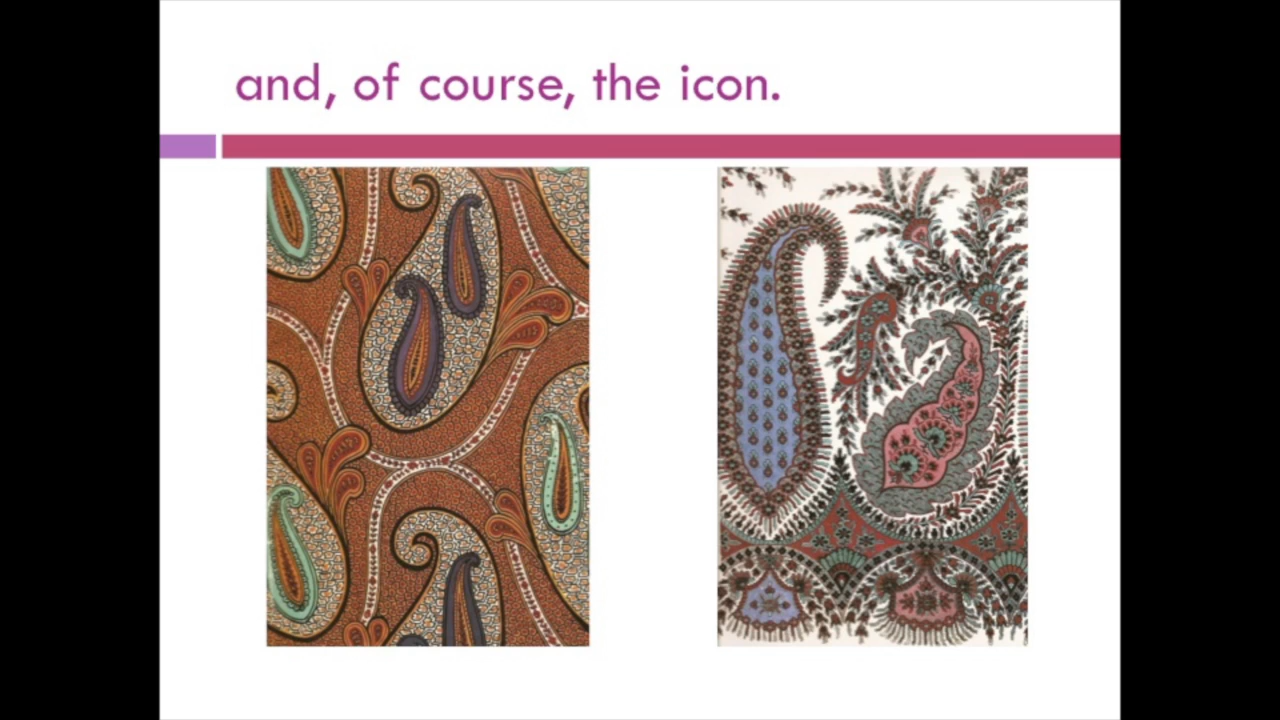 and, of course, the icon.